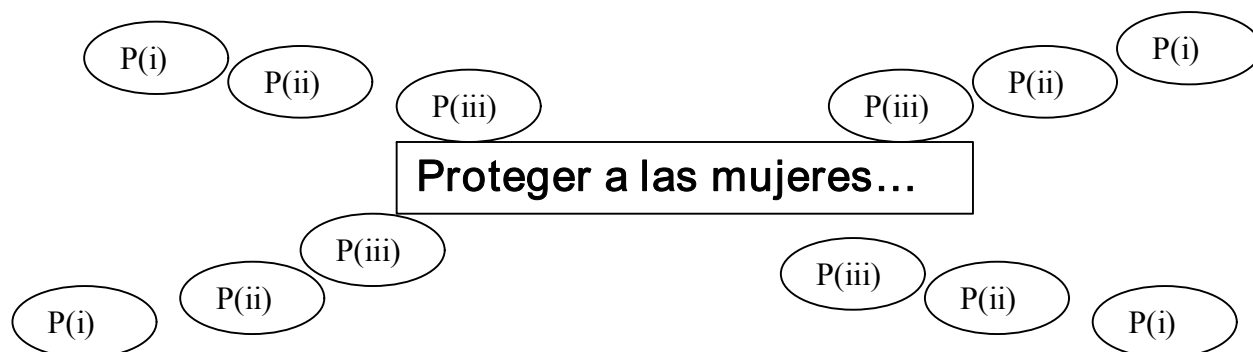 P(i) P(ii) P(iii) P(iii) P(ii) P(i)
Proteger a las mujeres…
P(i) P(ii) P(iii) P(iii) P(ii) P(i)